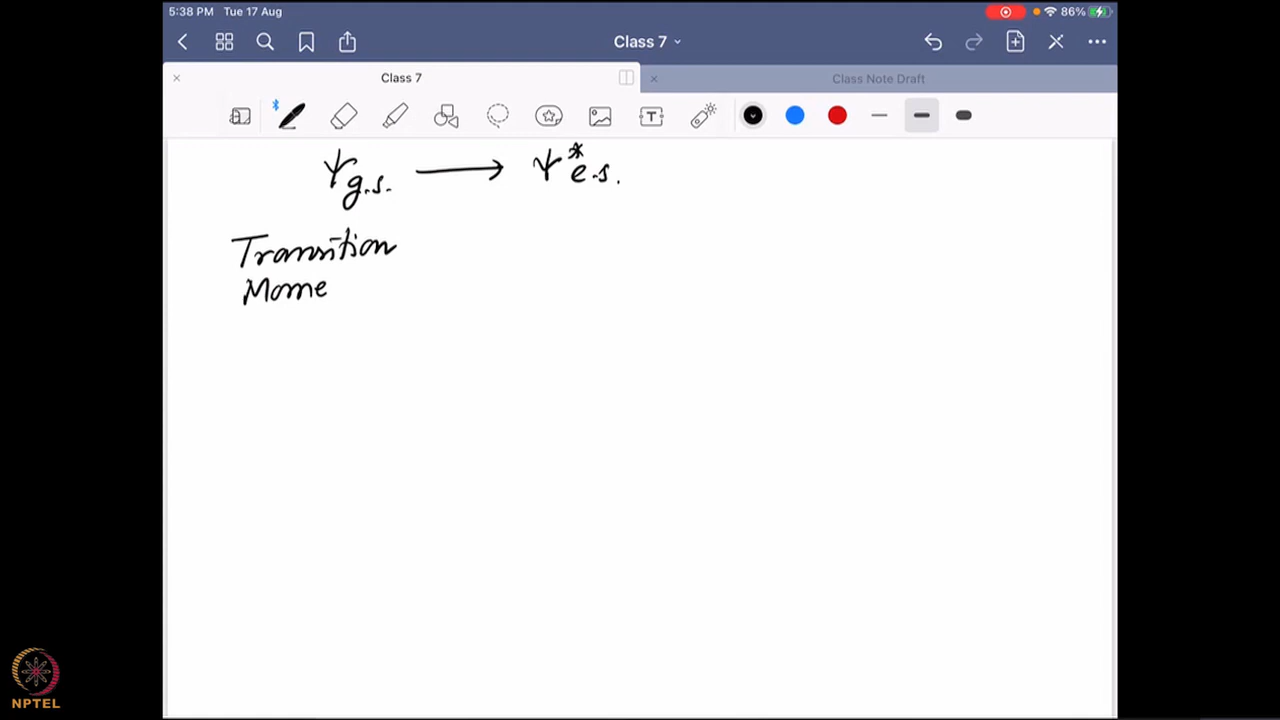 5:38 PM Tue 17 Aug 86%
Class 7
Class 7 Class Note Draft
T
Ψg.s. ⟶ Ψ*e.s.
Transition
Mome
NPTEL